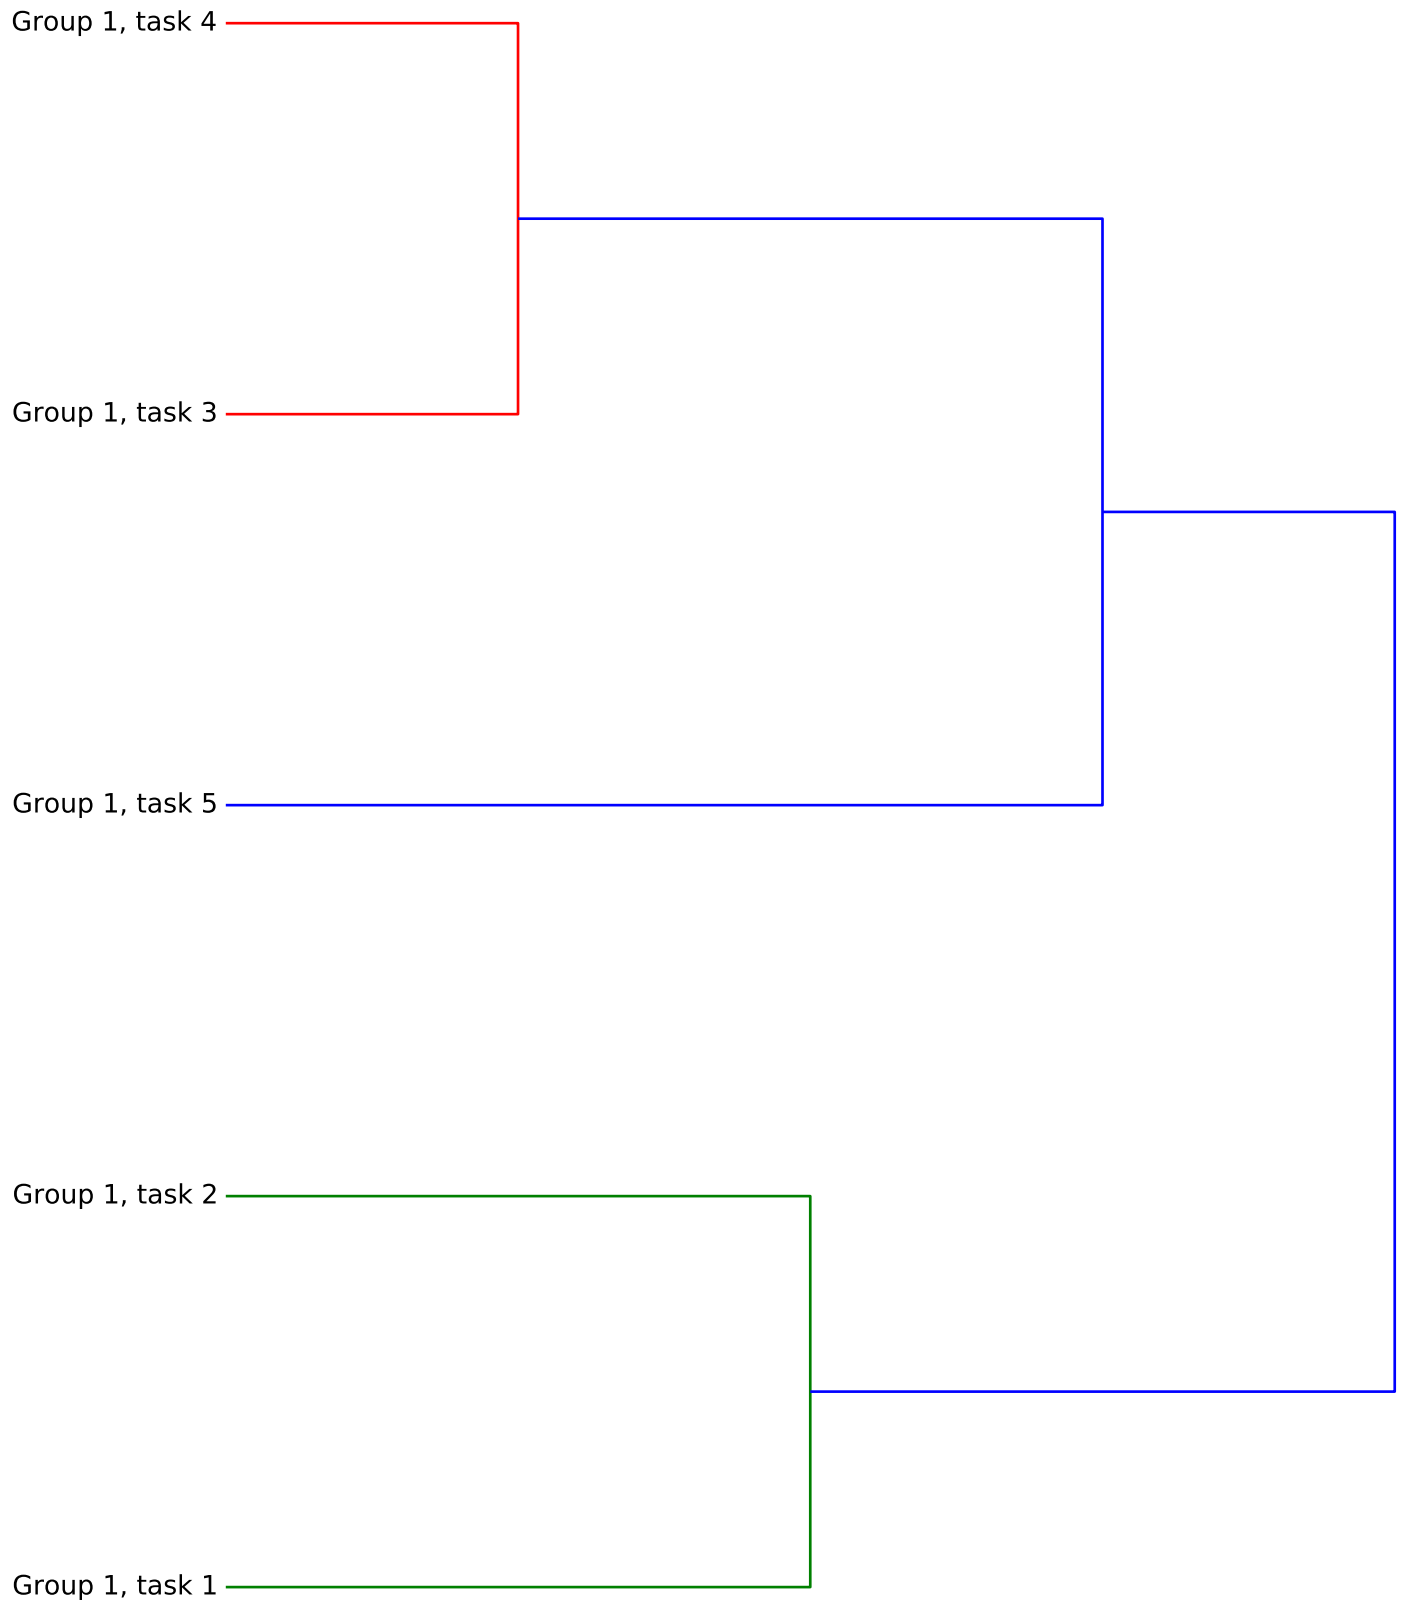 Group 1, task 4
Group 1, task 3
Group 1, task 5
Group 1, task 2
Group 1, task 1